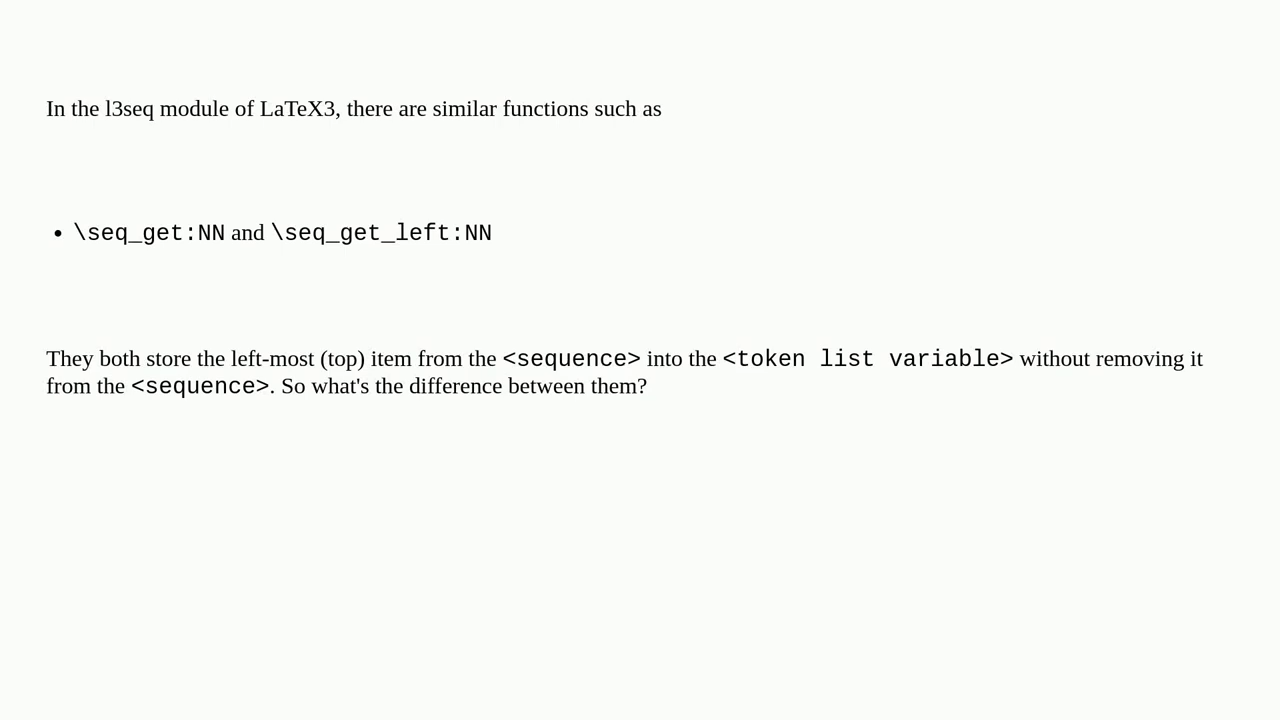 In the l3seq module of LaTeX3, there are similar functions such as
• \seq_get:NN and \seq_get_left:NN
They both store the left-most (top) item from the <sequence> into the <token list variable> without removing it
from the <sequence>. So what's the difference between them?